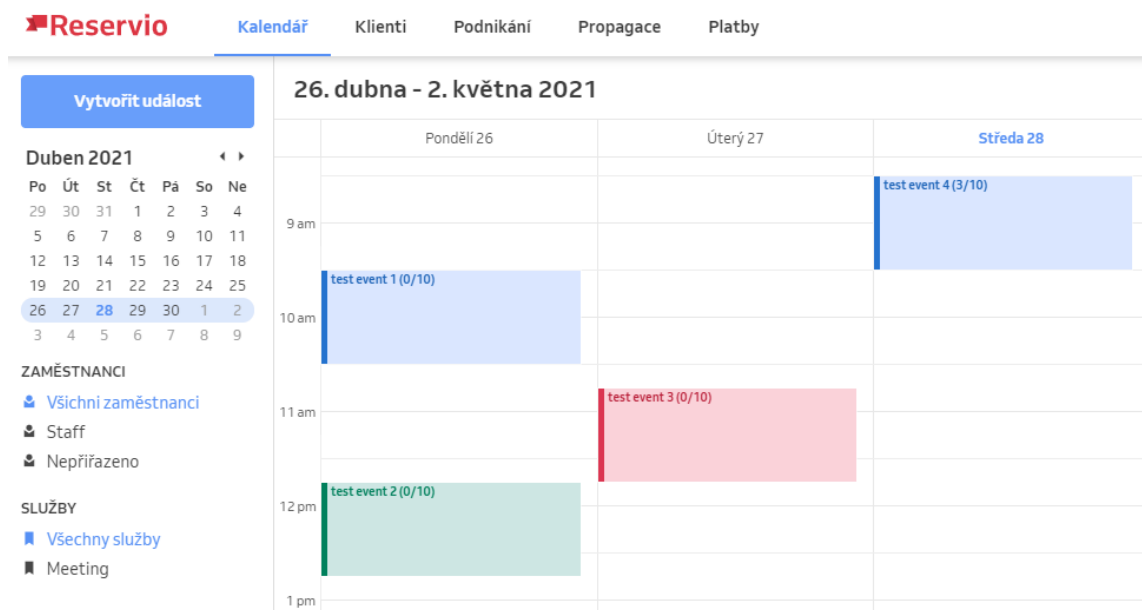 Reservio
Kalendář Klienti Podnikání Propagace Platby
Vytvořit událost
Duben 2021
Po Út St Čt Pá So Ne
29 30 31 1 2 3 4
5 6 7 8 9 10 11
12 13 14 15 16 17 18
19 20 21 22 23 24 25
26 27 28 29 30 1 2
3 4 5 6 7 8 9
ZAMĚSTNANCI
Všichni zaměstnanci
Staff
Nepřiřazeno
SLUŽBY
Všechny služby
Meeting
26. dubna - 2. května 2021
Pondělí 26 Úterý 27 Středa 28
test event 4 (3/10)
9 am
test event 1 (0/10)
10 am
test event 3 (0/10)
11 am
test event 2 (0/10)
12 pm
1 pm